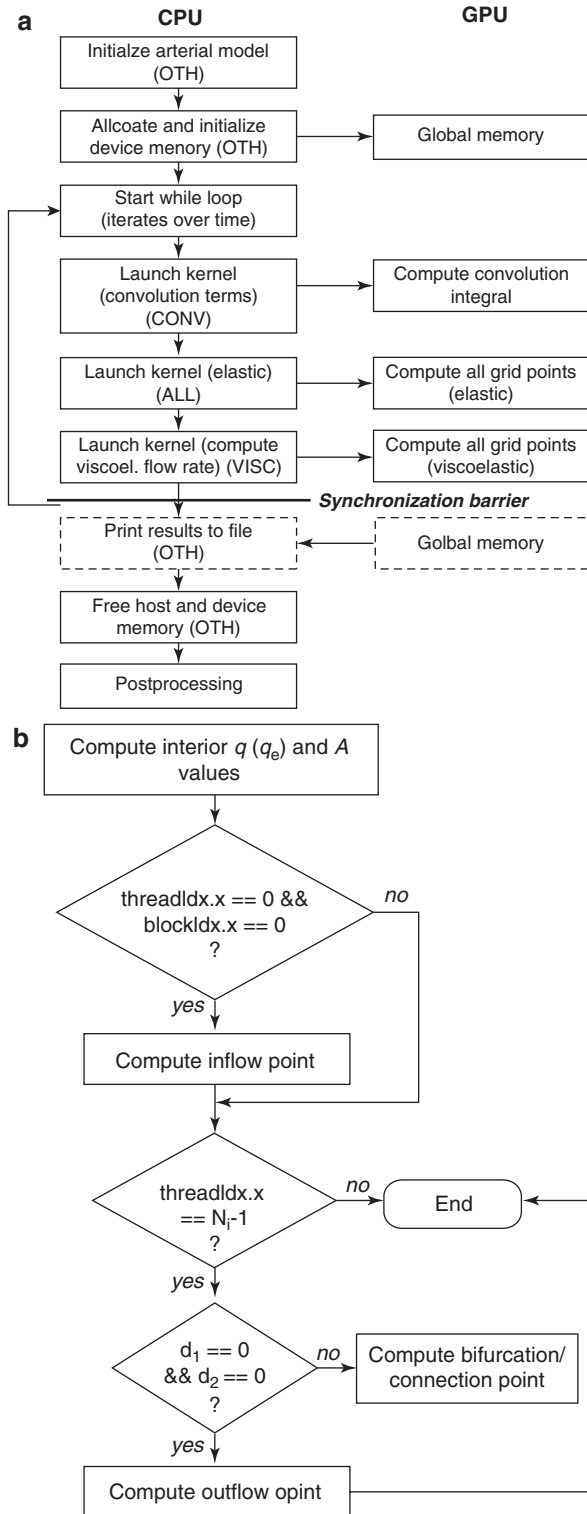 a
CPU
GPU
Initialze arterial model
(OTH)
Allcoate and initialize
device menory (OTH)
Global memory
Start while loop
(iterates over time)
Launch kernel
(convolution terms)
(CONV)
Compute convolution
integral
Launch kernel (elastic)
(ALL)
Compute all grid points
(elastic)
Launch kernel (compute
viscoel. flow rate) (VISC)
Compute all grid points
(viscoelastic)
Synchronization barrier
Print results to file
(OTH)
Golbal memory
Free host and device
memory (OTH)
Postprocessing
b
Compute interior q (qₑ) and A
values
threadIdx.x == 0 &&
blockIdx.x == 0
?
no
yes
Compute inflow point
threadIdx.x
== Nᵢ-1
?
no
End
yes
d₁ == 0
&& d₂ == 0
?
no
Compute bifurcation/
connection point
yes
Compute outflow opint